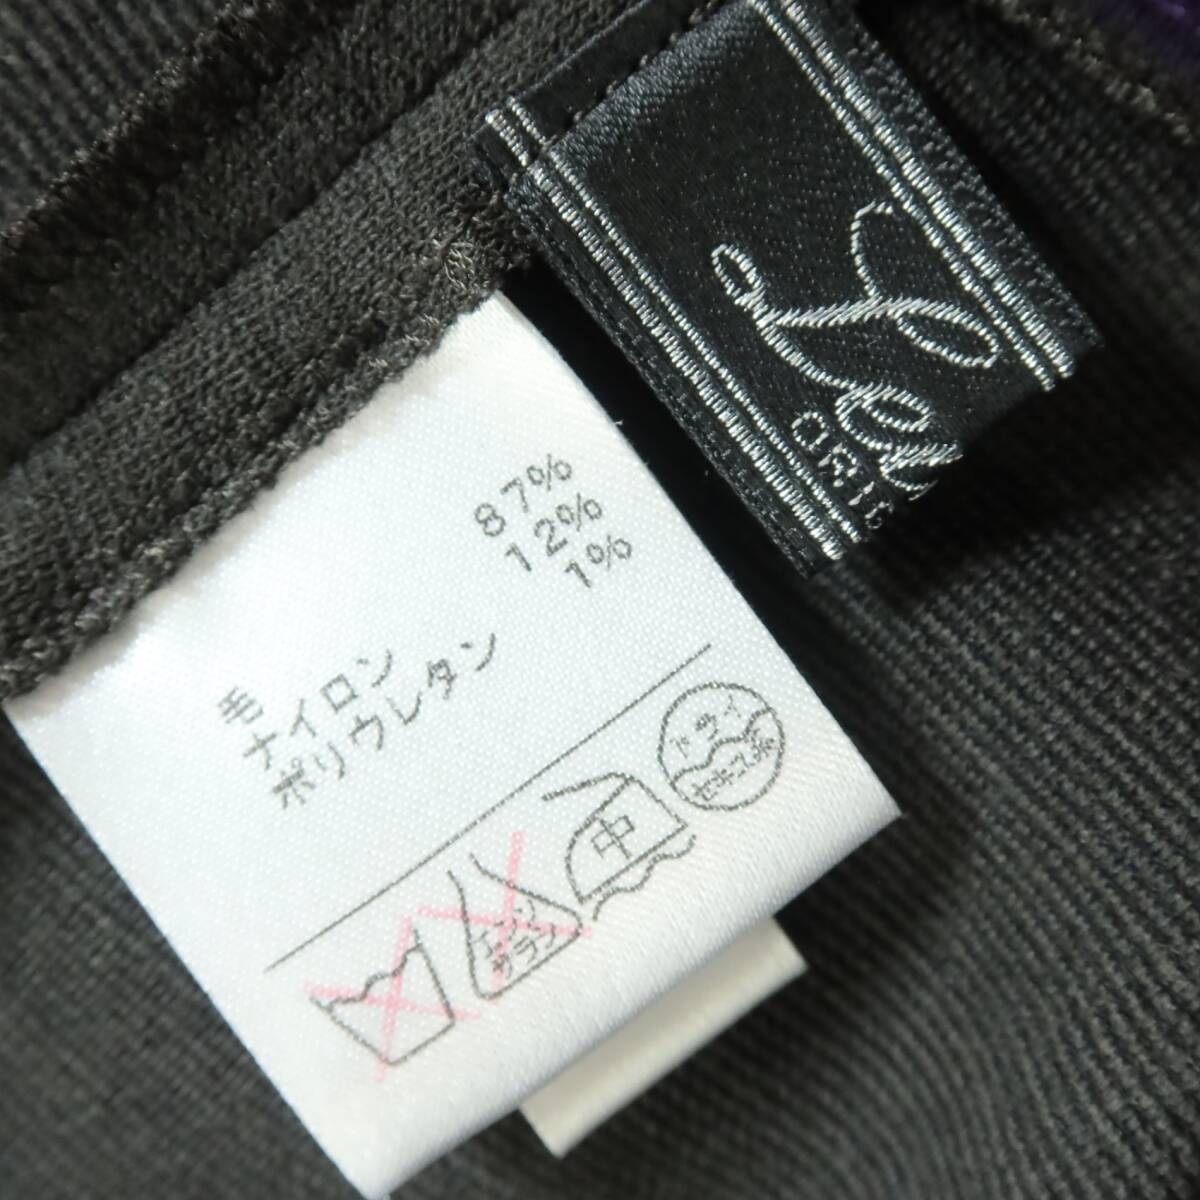 毛 87%
ナイロン 12%
ポリウレタン 1%
エンソ
サラシ
中
ドライ
セキユ系